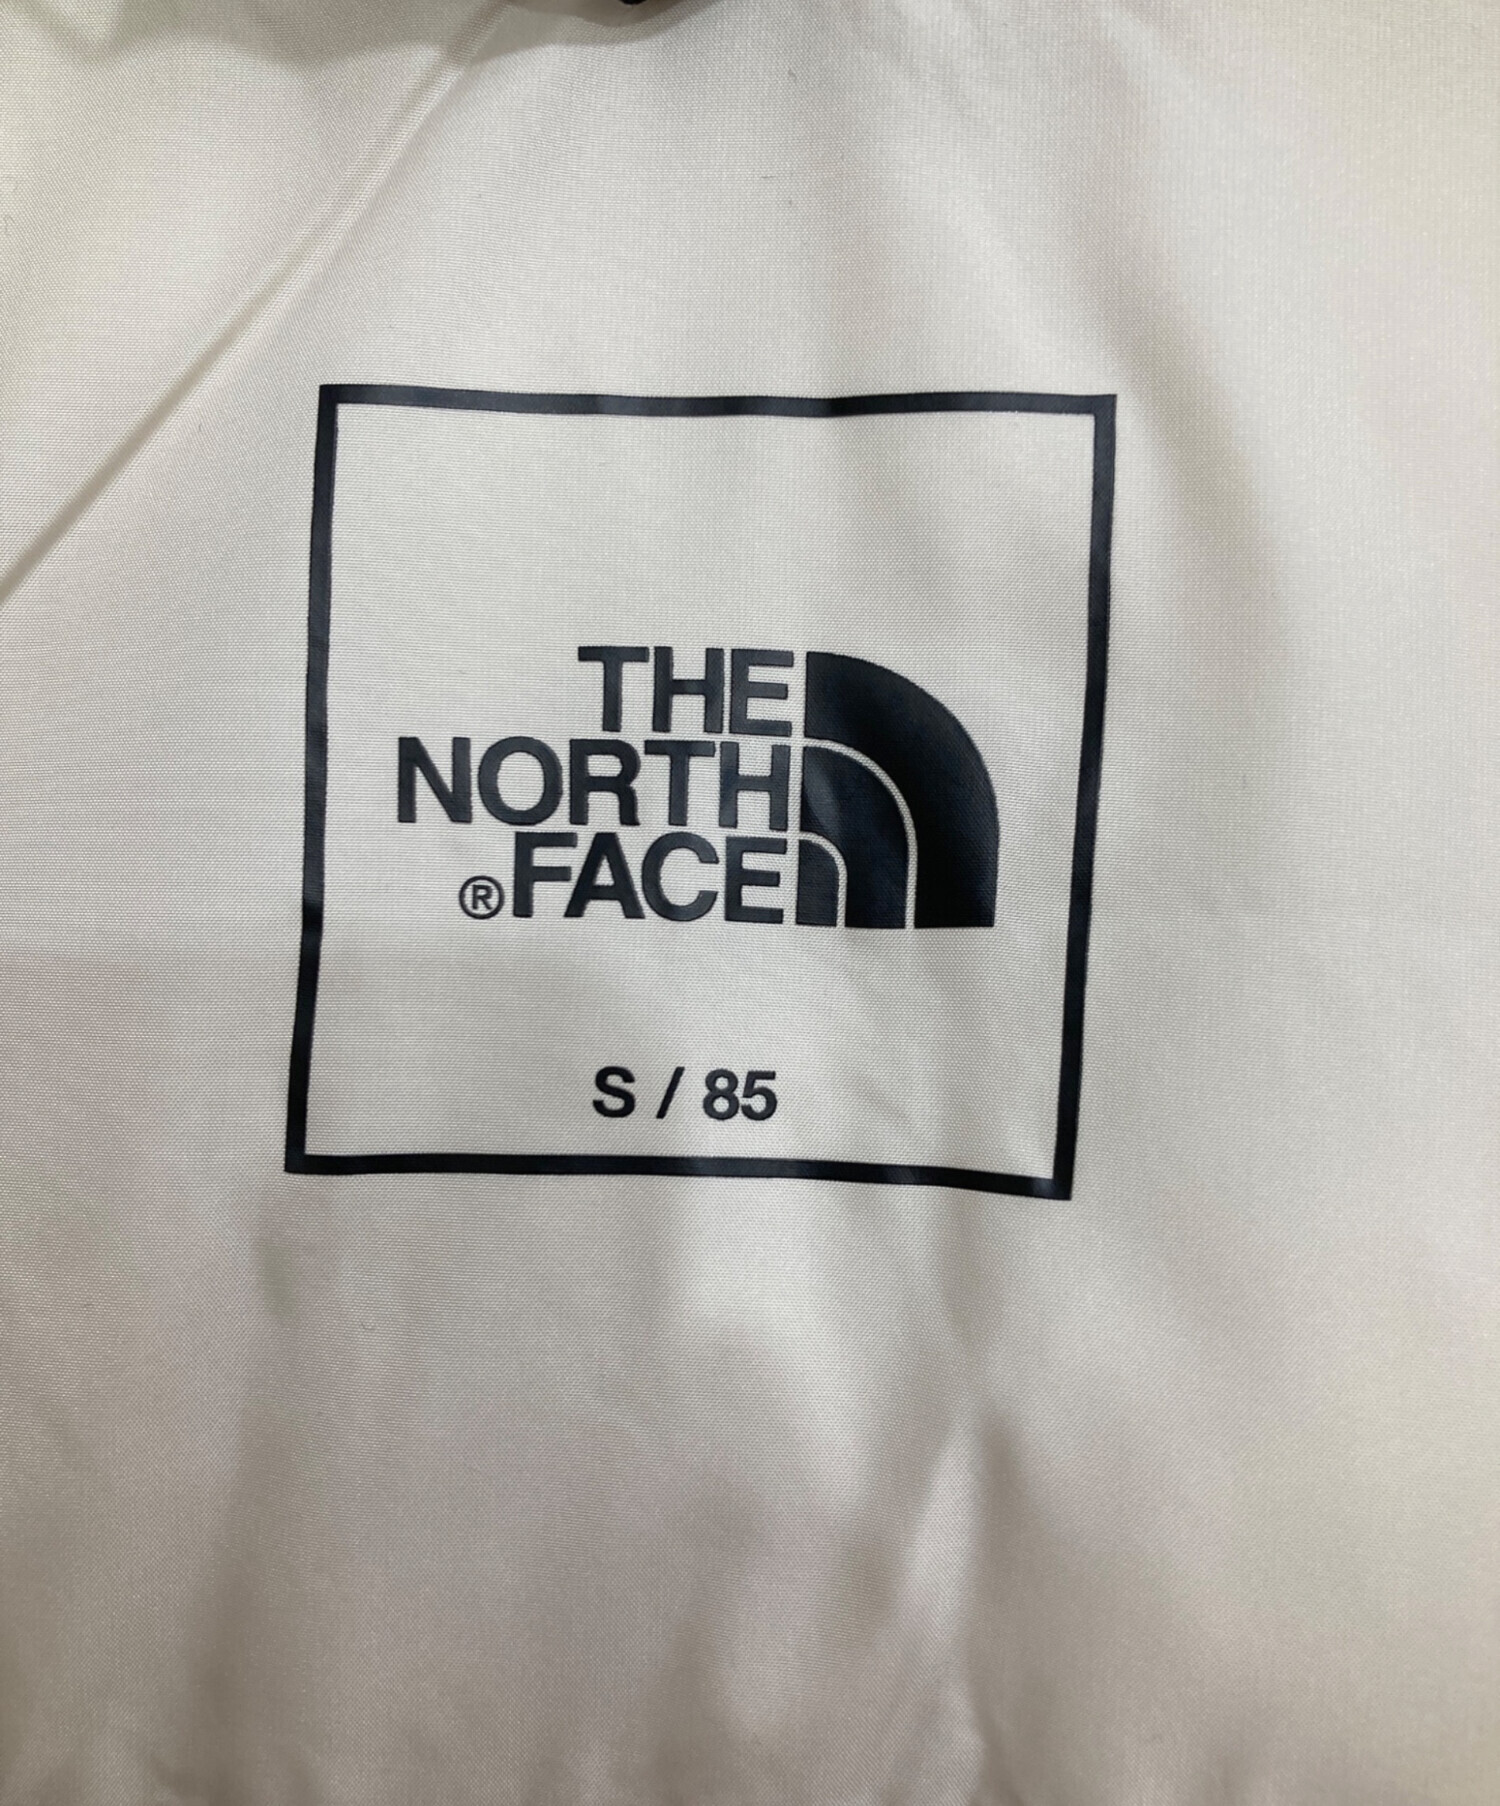 THE
NORTH
®FACE
S / 85